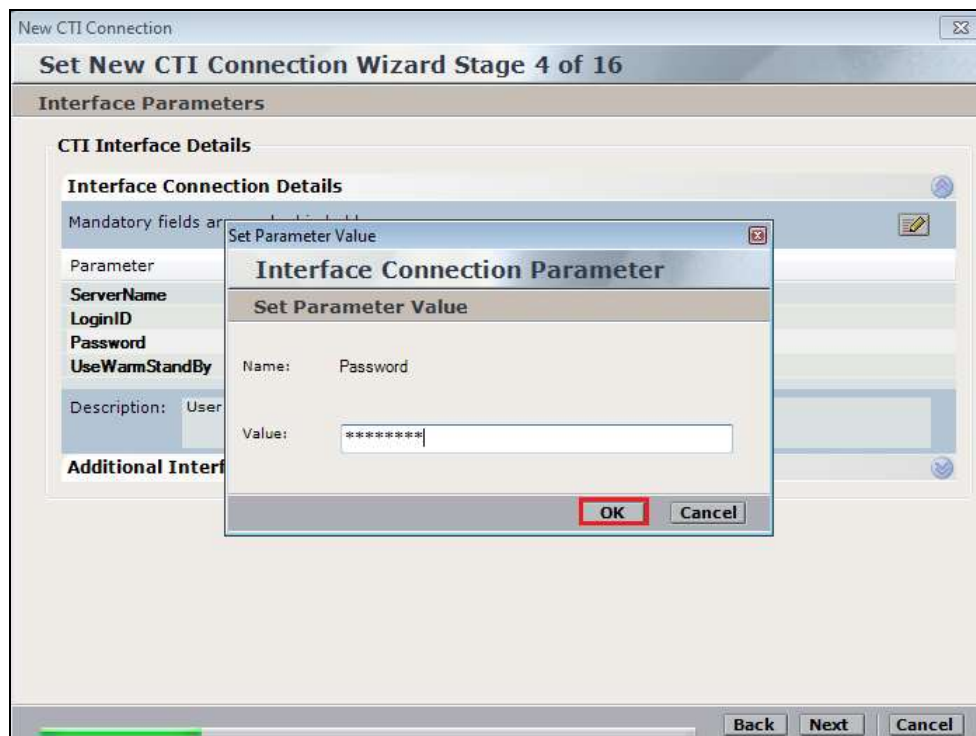 New CTI Connection
Set New CTI Connection Wizard Stage 4 of 16
Interface Parameters
CTI Interface Details
Interface Connection Details
Mandatory fields ar
Parameter
ServerName
LoginID
Password
UseWarmStandBy
Description: User
Additional Interf
Set Parameter Value
Interface Connection Parameter
Set Parameter Value
Name: Password
Value: ********
OK Cancel
Back Next Cancel